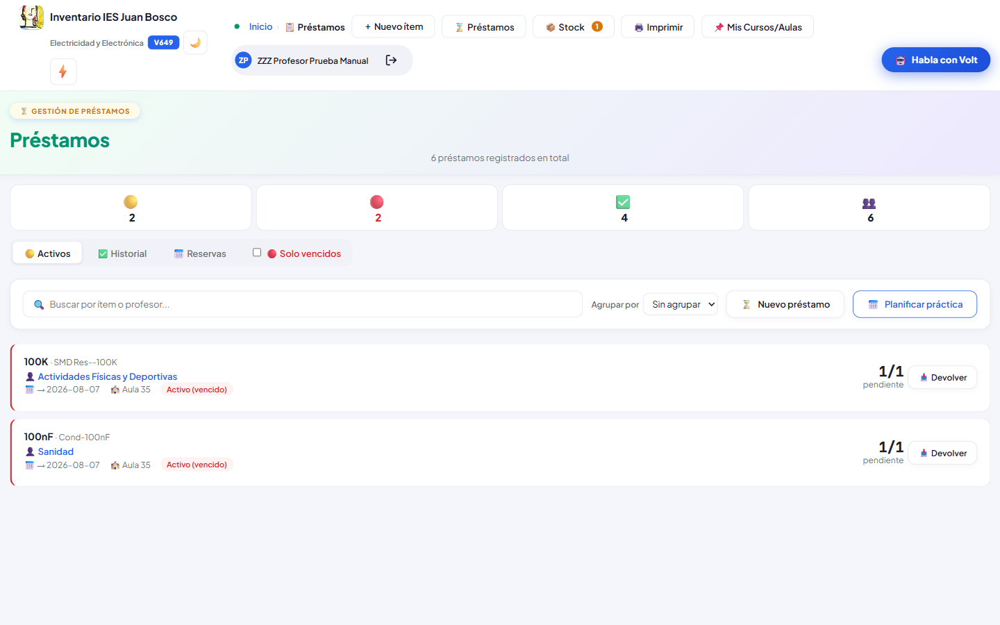 Inventario IES Juan Bosco
Electricidad y Electrónica V649
Inicio › Préstamos + Nuevo ítem Préstamos Stock 1 Imprimir Mis Cursos/Aulas
ZP ZZZ Profesor Prueba Manual
Habla con Volt
GESTIÓN DE PRÉSTAMOS
Préstamos
6 préstamos registrados en total
2 2 4 6
Activos Historial Reservas Solo vencidos
Buscar por ítem o profesor... Agrupar por Sin agrupar Nuevo préstamo Planificar práctica
100K · SMD Res--100K
Actividades Físicas y Deportivas
→ 2026-08-07 Aula 35 Activo (vencido)
1/1
pendiente
Devolver
100nF · Cond-100nF
Sanidad
→ 2026-08-07 Aula 35 Activo (vencido)
1/1
pendiente
Devolver